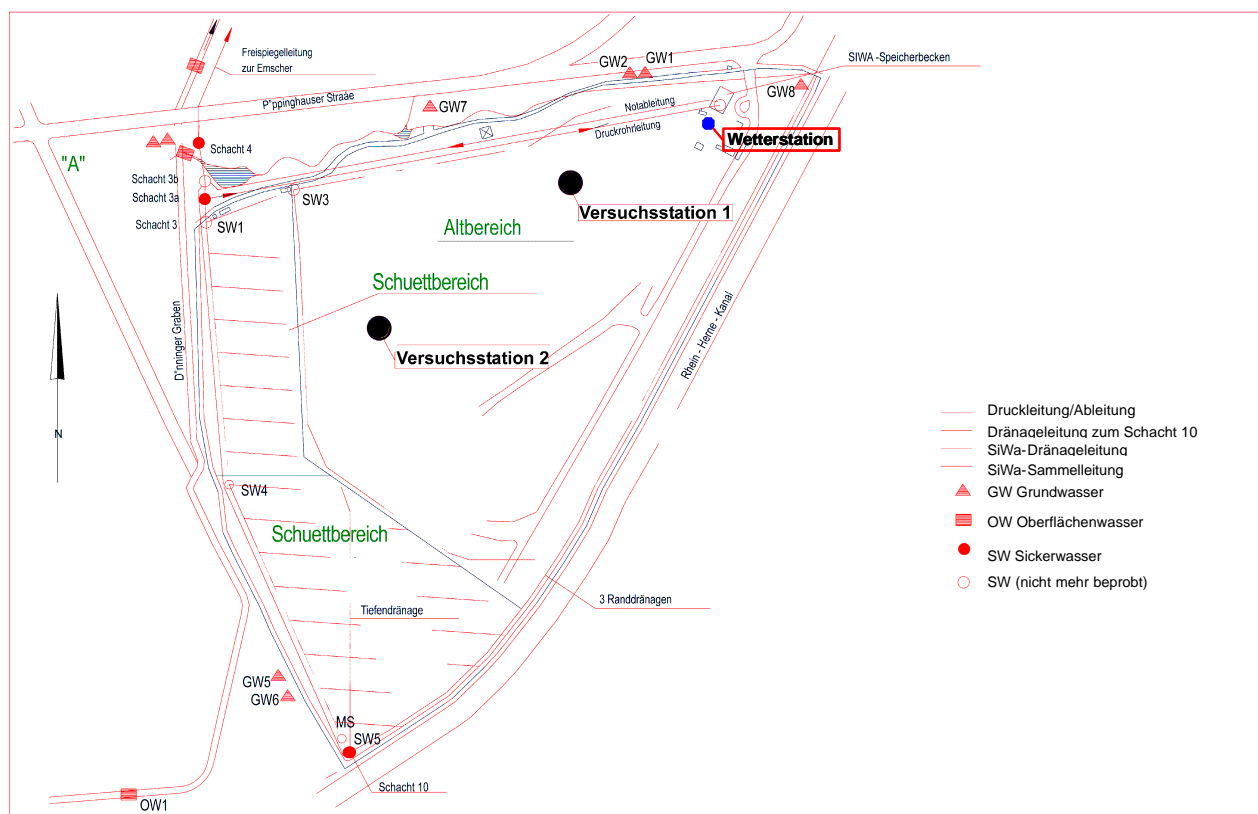 Freispiegelleitung
zur Emscher
GW2
GW1
SIWA -Speicherbecken
GW8
P"ppinghauser Straáe
GW7
Notableitung
Druckrohrleitung
Wetterstation
"A"
Schacht 4
Schacht 3b
Schacht 3a
SW3
Schacht 3
SW1
Versuchsstation 1
Altbereich
Schuettbereich
D"nninger Graben
Versuchsstation 2
Rhein - Herne - Kanal
N
Druckleitung/Ableitung
Dränageleitung zum Schacht 10
SiWa-Dränageleitung
SiWa-Sammelleitung
GW Grundwasser
OW Oberflächenwasser
SW Sickerwasser
SW (nicht mehr beprobt)
SW4
Schuettbereich
3 Randdränagen
Tiefendränage
GW5
GW6
MS
SW5
Schacht 10
OW1